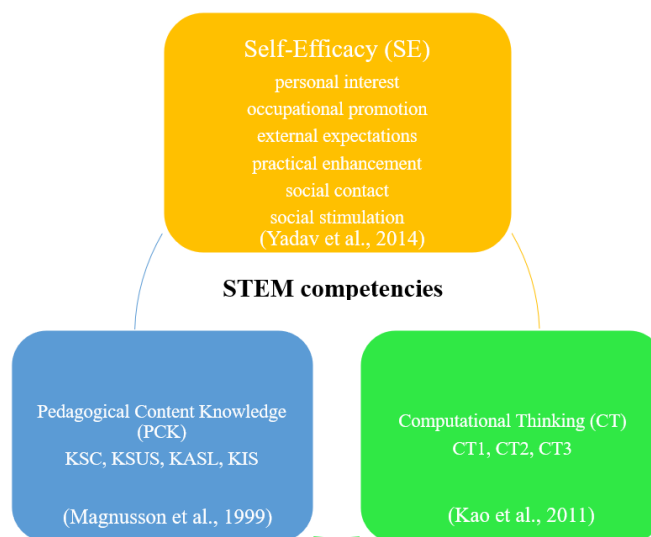 Self-Efficacy (SE)
personal interest
occupational promotion
external expectations
practical enhancement
social contact
social stimulation
(Yadav et al., 2014)
STEM competencies
Pedagogical Content Knowledge
(PCK)
KSC, KSUS, KASL, KIS
(Magnusson et al., 1999)
Computational Thinking (CT)
CT1, CT2, CT3
(Kao et al., 2011)